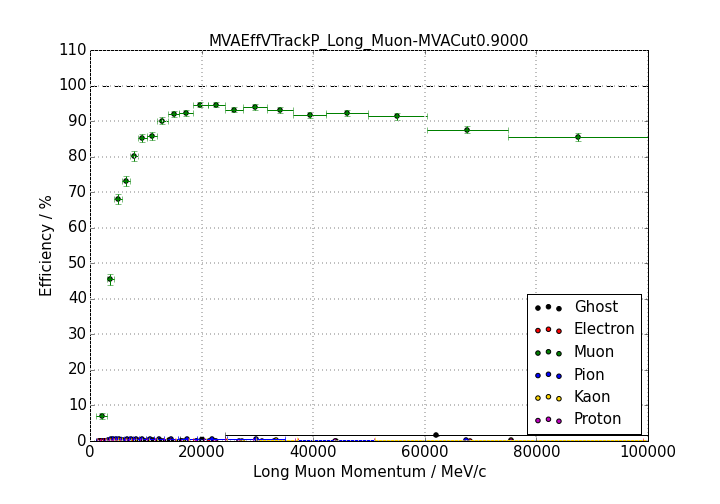 MVAEffVTrackP_Long_Muon-MVACut0.9000
110
100
90
80
70
60
50
40
30
20
10
0
Efficiency / %
Ghost
Electron
Muon
Pion
Kaon
Proton
0 20000 40000 60000 80000 100000
Long Muon Momentum / MeV/c